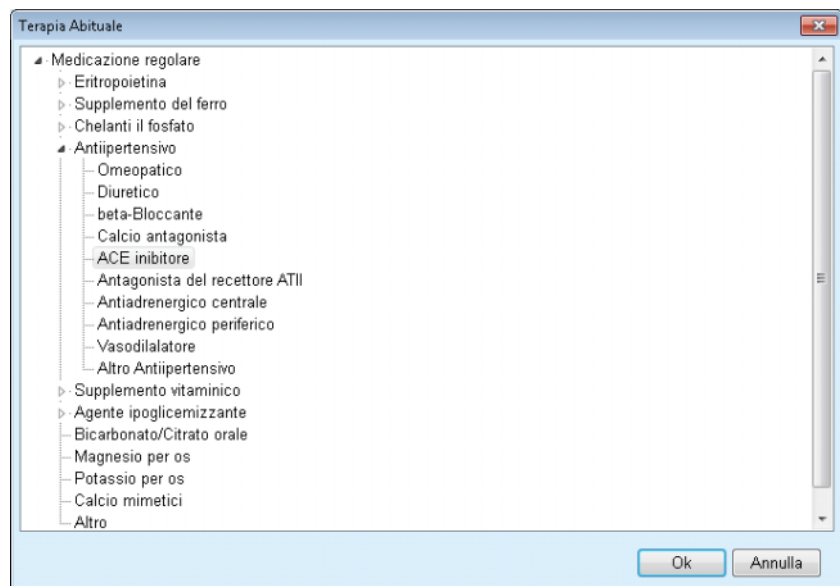 Terapia Abituale
Medicazione regolare
Eritropoietina
Supplemento del ferro
Chelanti il fosfato
Antiipertensivo
Omeopatico
Diuretico
beta-Bloccante
Calcio antagonista
ACE inibitore
Antagonista del recettore ATII
Antiadrenergico centrale
Antiadrenergico periferico
Vasodilalatore
Altro Antiipertensivo
Supplemento vitaminico
Agente ipoglicemizzante
Bicarbonato/Citrato orale
Magnesio per os
Potassio per os
Calcio mimetici
Altro
Ok Annulla